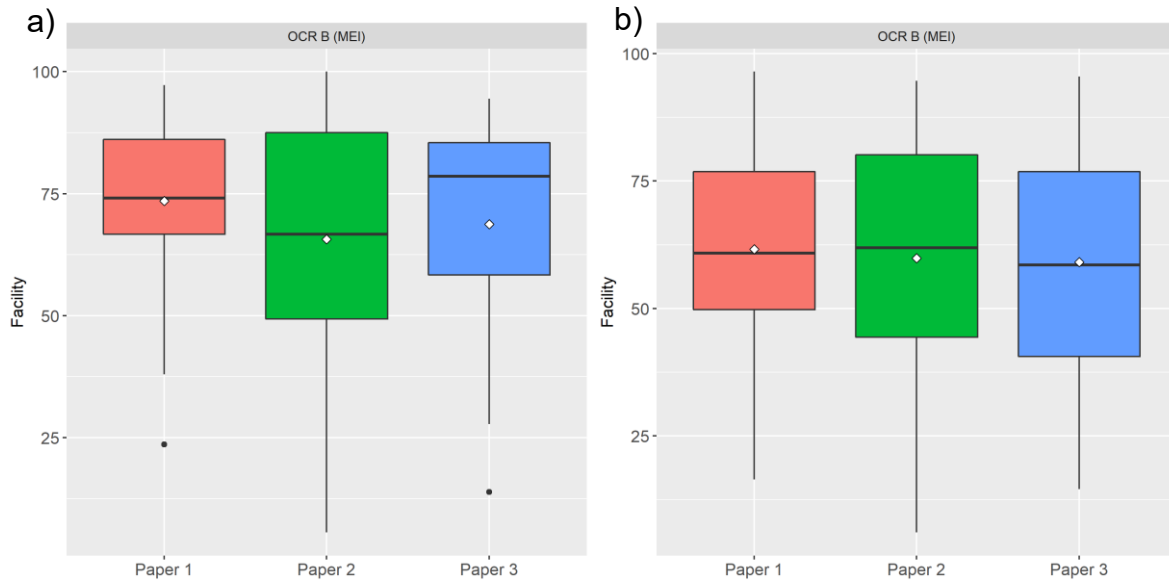 a)
OCR B (MEI)
100
75
50
25
Facility
Paper 1
Paper 2
Paper 3
b)
OCR B (MEI)
100
75
50
25
Facility
Paper 1
Paper 2
Paper 3